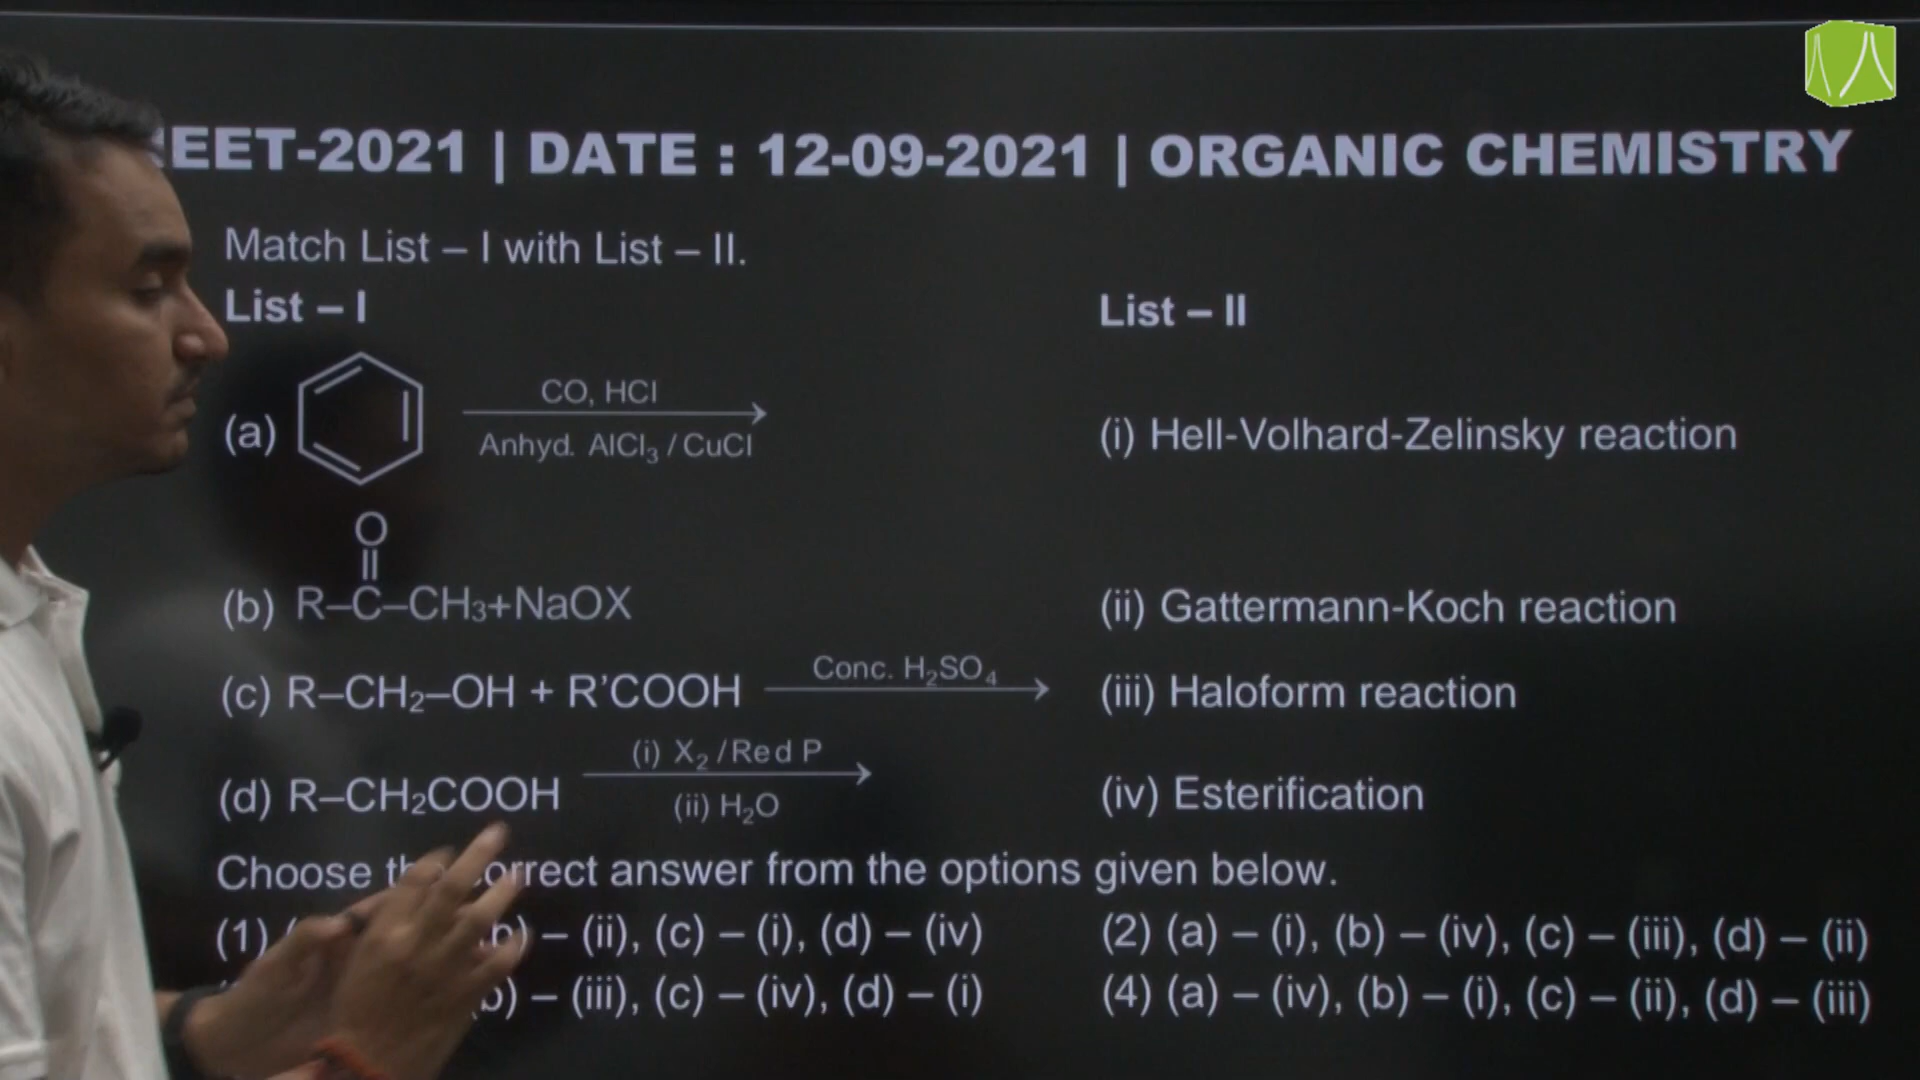 EET-2021 | DATE : 12-09-2021 | ORGANIC CHEMISTRY
Match List – I with List – II.
List – I
List – II
(a)
CO, HCl
Anhyd. AlCl₃ / CuCl
(i) Hell-Volhard-Zelinsky reaction
O
(b) R–C–CH₃+NaOX
(ii) Gattermann-Koch reaction
(c) R–CH₂–OH + R’COOH
Conc. H₂SO₄
(iii) Haloform reaction
(d) R–CH₂COOH
(i) X₂ /Red P
(ii) H₂O
(iv) Esterification
Choose correct answer from the options given below.
(1) – (ii), (c) – (i), (d) – (iv)
(2) (a) – (i), (b) – (iv), (c) – (iii), (d) – (ii)
– (iii), (c) – (iv), (d) – (i)
(4) (a) – (iv), (b) – (i), (c) – (ii), (d) – (iii)